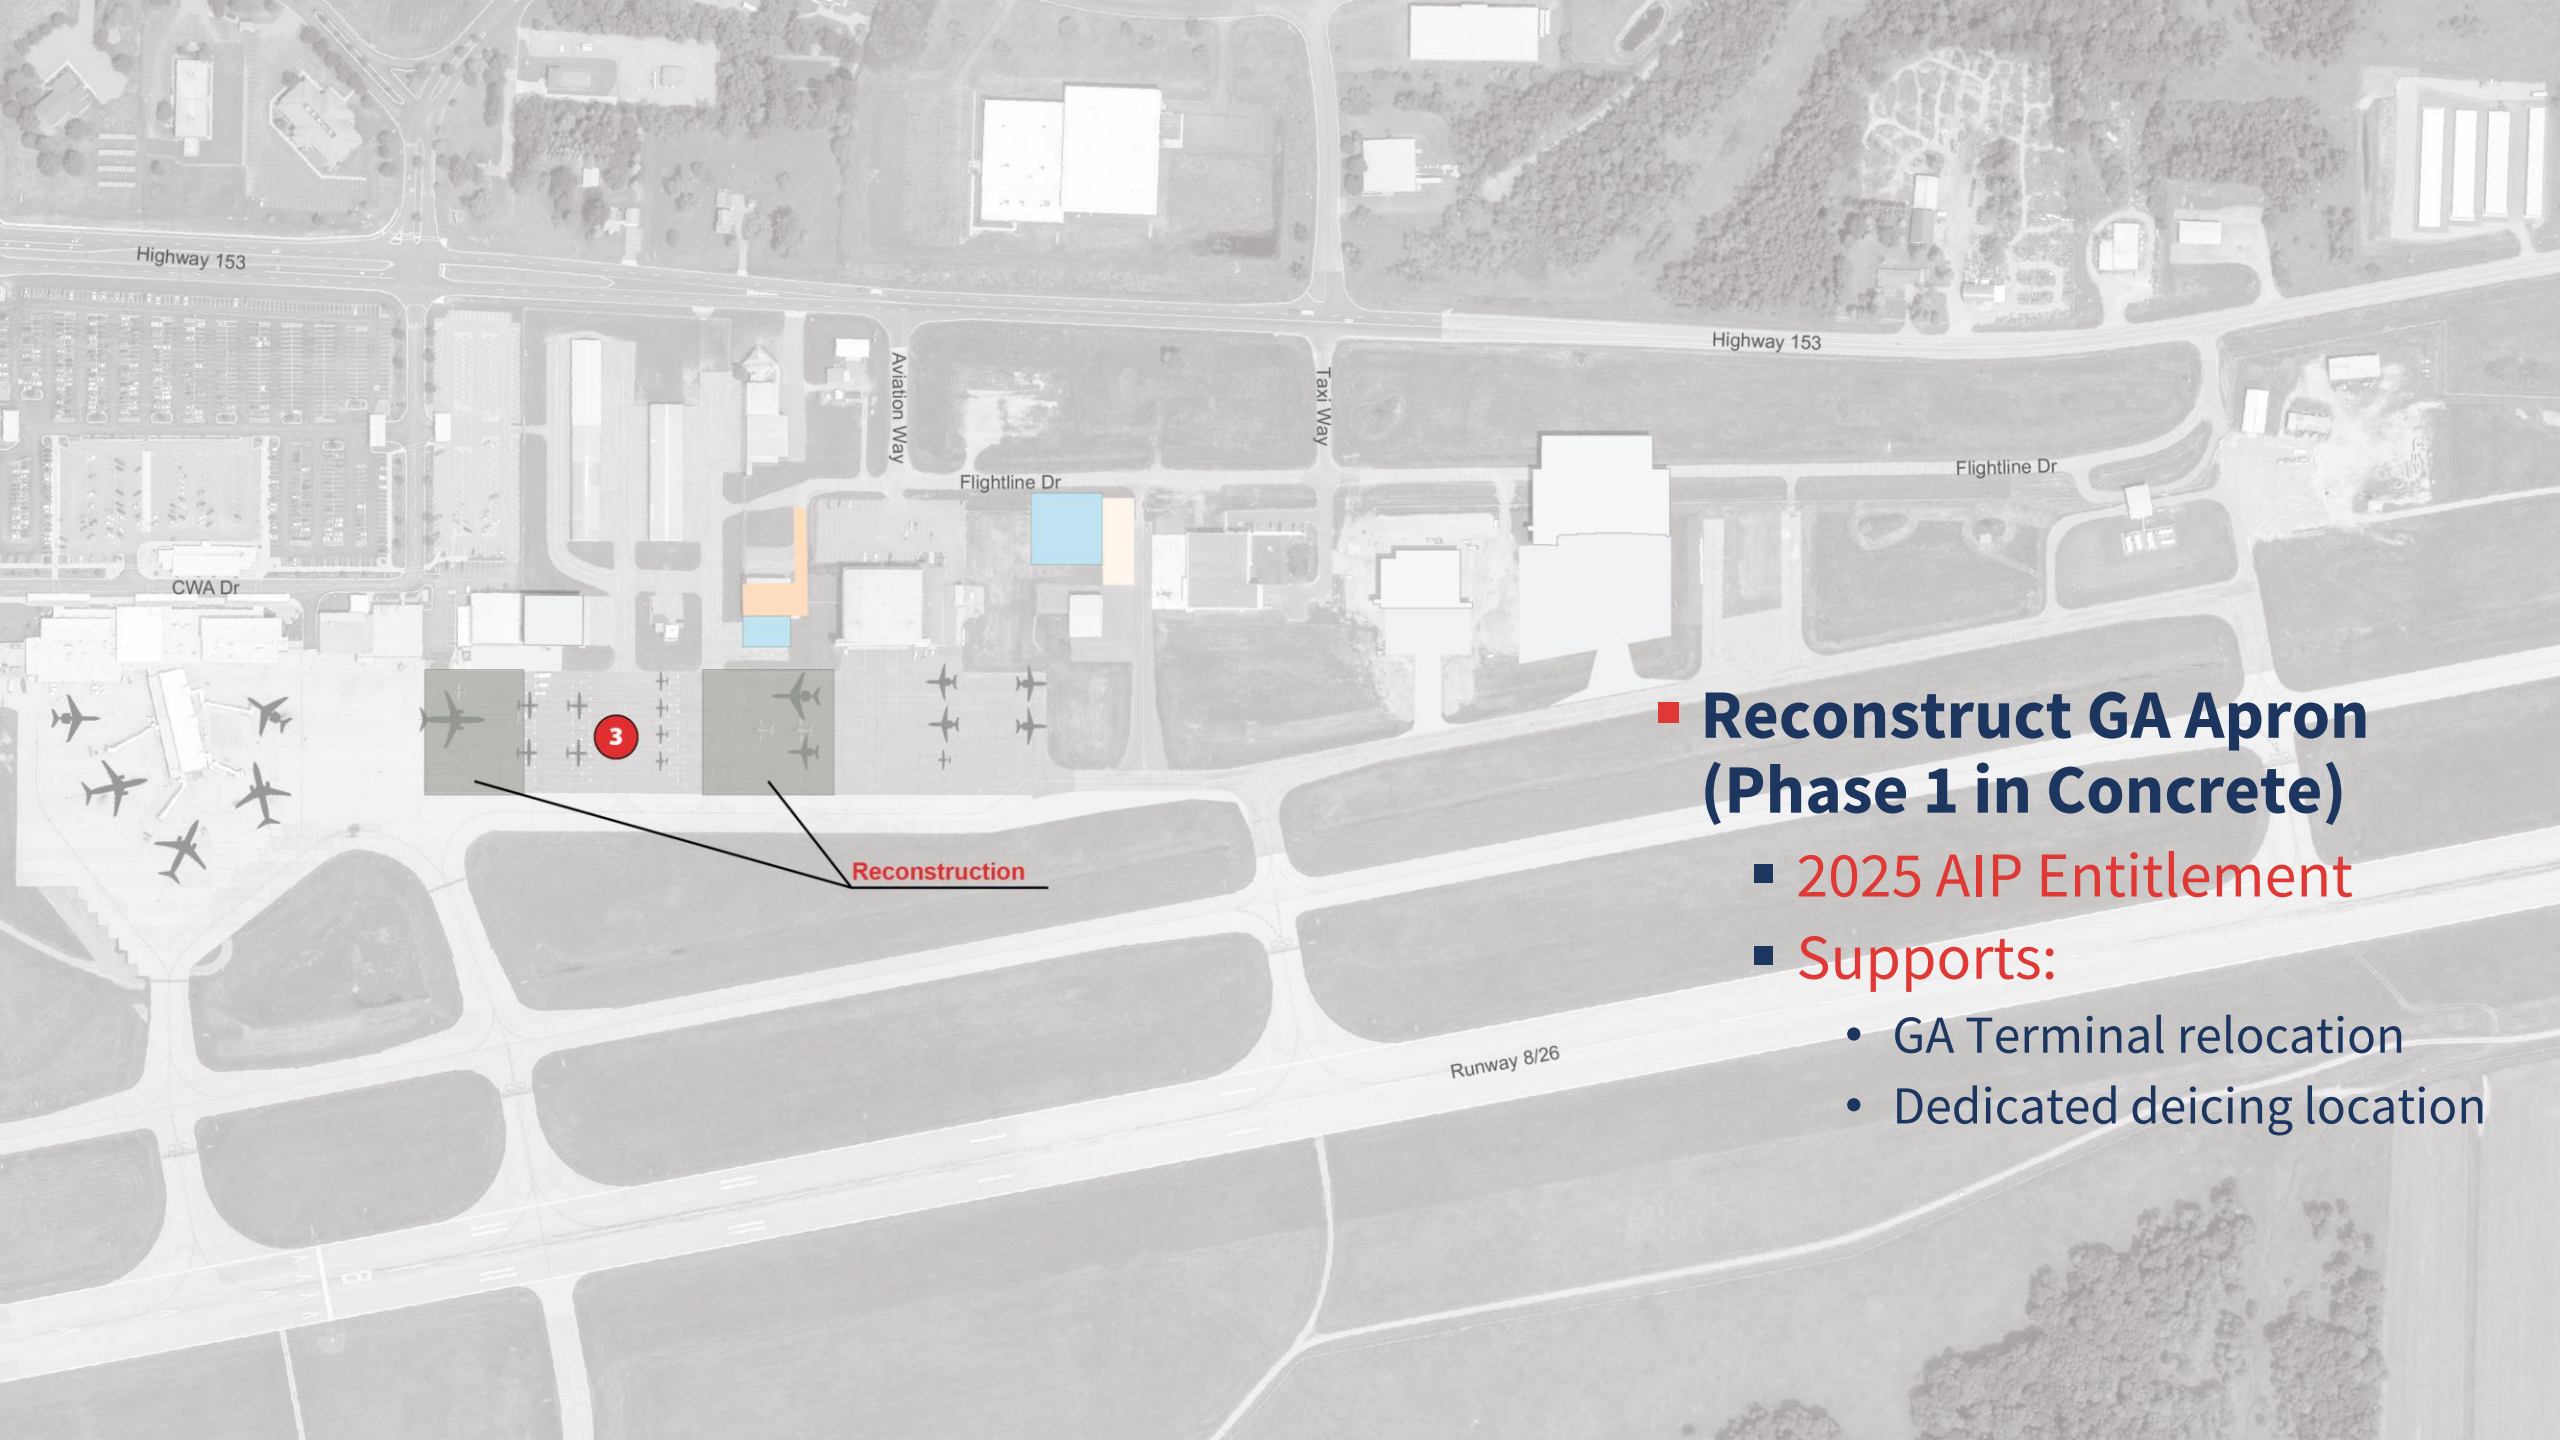 Highway 153
Highway 153
Aviation Way
Taxi Way
Flightline Dr
Flightline Dr
CWA Dr
3
Reconstruction
Runway 8/26
Reconstruct GA Apron
(Phase 1 in Concrete)
2025 AIP Entitlement
Supports:
GA Terminal relocation
Dedicated deicing location